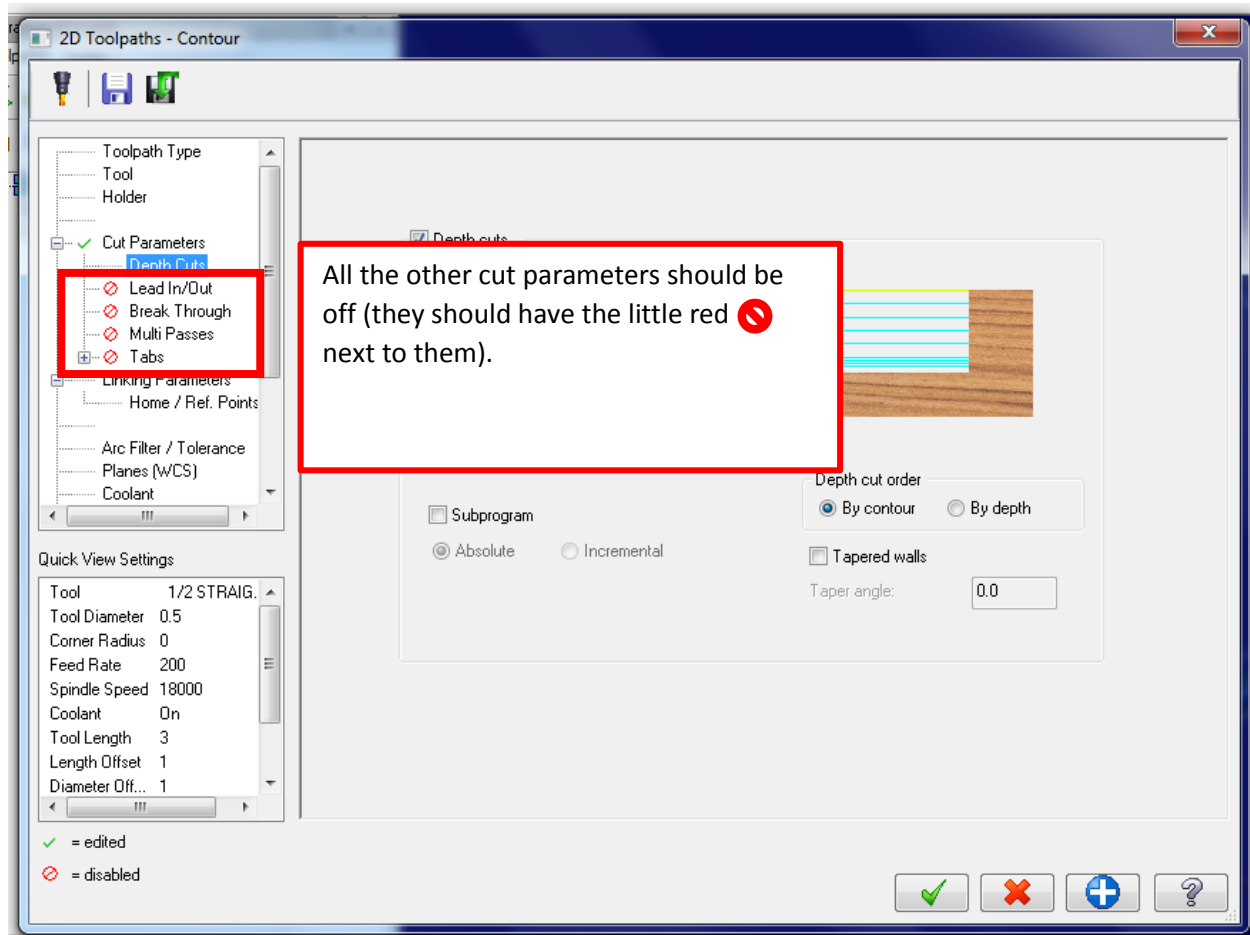 2D Toolpaths - Contour
Toolpath Type
Tool
Holder
Cut Parameters
Depth Cuts
Lead In/Out
Break Through
Multi Passes
Tabs
Linking Parameters
Home / Ref. Points
Arc Filter / Tolerance
Planes (WCS)
Coolant
Depth cuts
All the other cut parameters should be
off (they should have the little red
next to them).
Depth cut order
By contour By depth
Subprogram
Absolute Incremental
Tapered walls
Taper angle: 0.0
Quick View Settings
Tool 1/2 STRAIG.
Tool Diameter 0.5
Corner Radius 0
Feed Rate 200
Spindle Speed 18000
Coolant On
Tool Length 3
Length Offset 1
Diameter Off... 1
= edited
= disabled